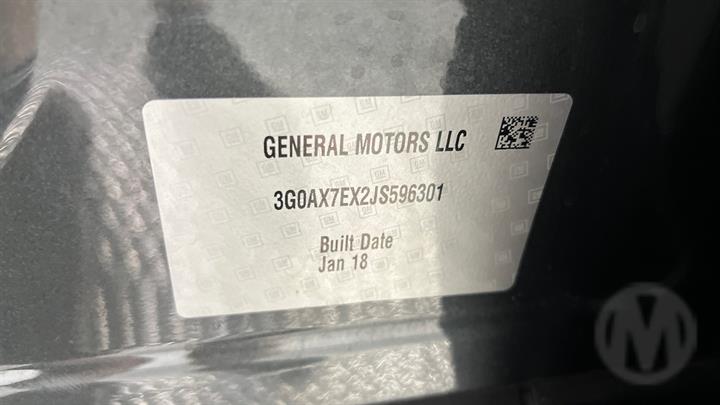 GENERAL MOTORS LLC
3G0AX7EX2JS596301
Built Date
Jan 18
M